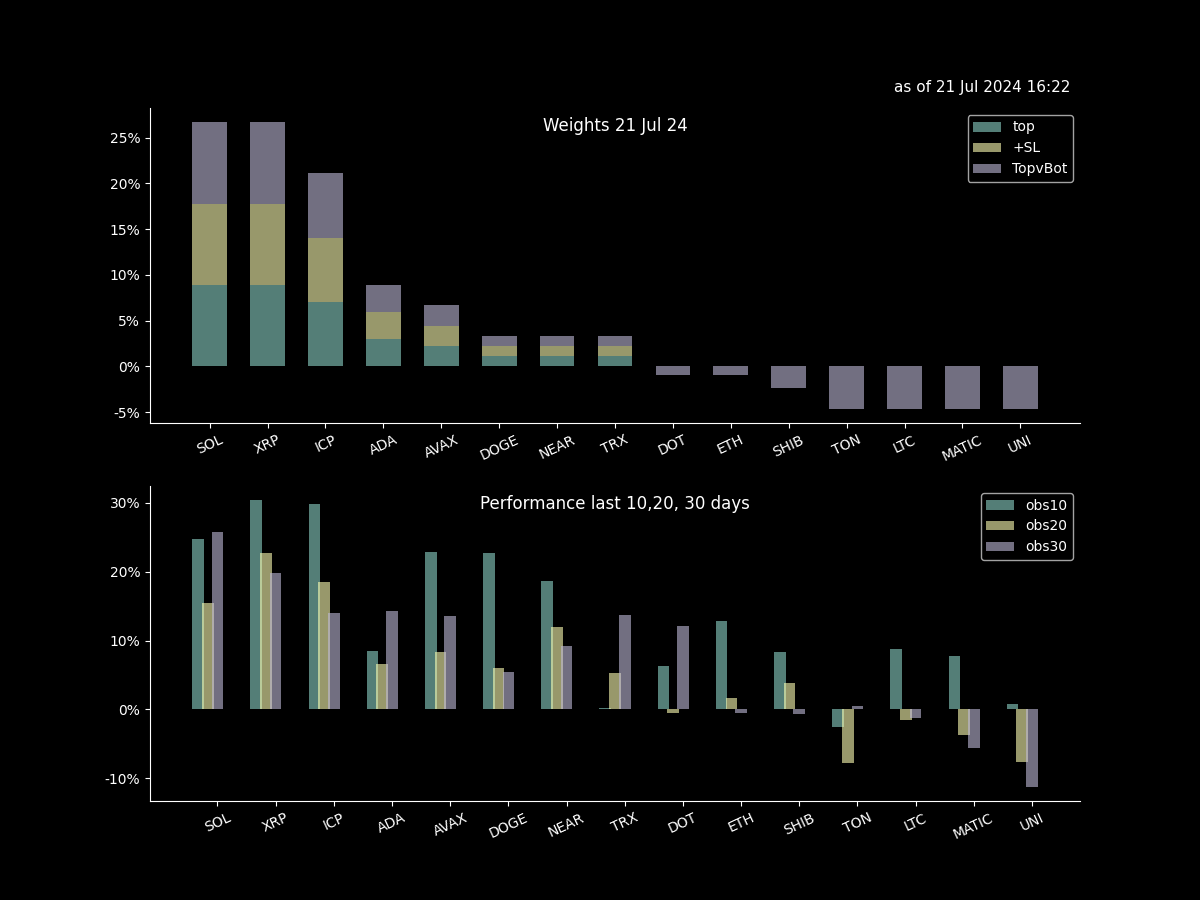 as of 21 Jul 2024 16:22
Weights 21 Jul 24
top
+SL
TopvBot
25%
20%
15%
10%
5%
0%
-5%
SOL XRP ICP ADA AVAX DOGE NEAR TRX DOT ETH SHIB TON LTC MATIC UNI
Performance last 10,20, 30 days
obs10
obs20
obs30
30%
20%
10%
0%
-10%
SOL XRP ICP ADA AVAX DOGE NEAR TRX DOT ETH SHIB TON LTC MATIC UNI